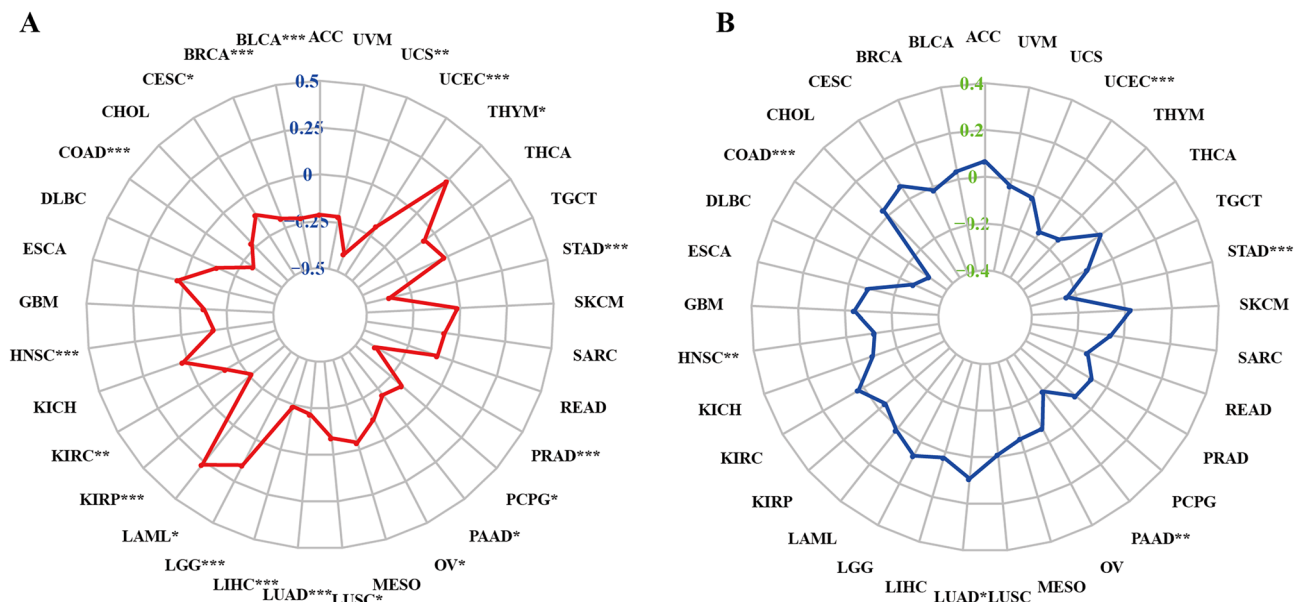 A
BLCA*** ACC UVM
BRCA*** UCS**
CESC* UCEC***
CHOL THYM*
COAD*** THCA
DLBC TGCT
ESCA STAD***
GBM SKCM
HNSC*** SARC
KICH READ
KIRC** PRAD***
KIRP*** PCPG*
LAML* PAAD*
LGG*** OV*
LIHC*** MESO
LUAD*** LUSC*
0.5
0.25
0
−0.25
−0.5
B
BLCA ACC UVM
BRCA UCS
CESC UCEC***
CHOL THYM
COAD*** THCA
DLBC TGCT
ESCA STAD***
GBM SKCM
HNSC** SARC
KICH READ
KIRC PRAD
KIRP PCPG
LAML PAAD**
LGG OV
LIHC MESO
LUAD* LUSC
0.4
0.2
0
−0.2
−0.4